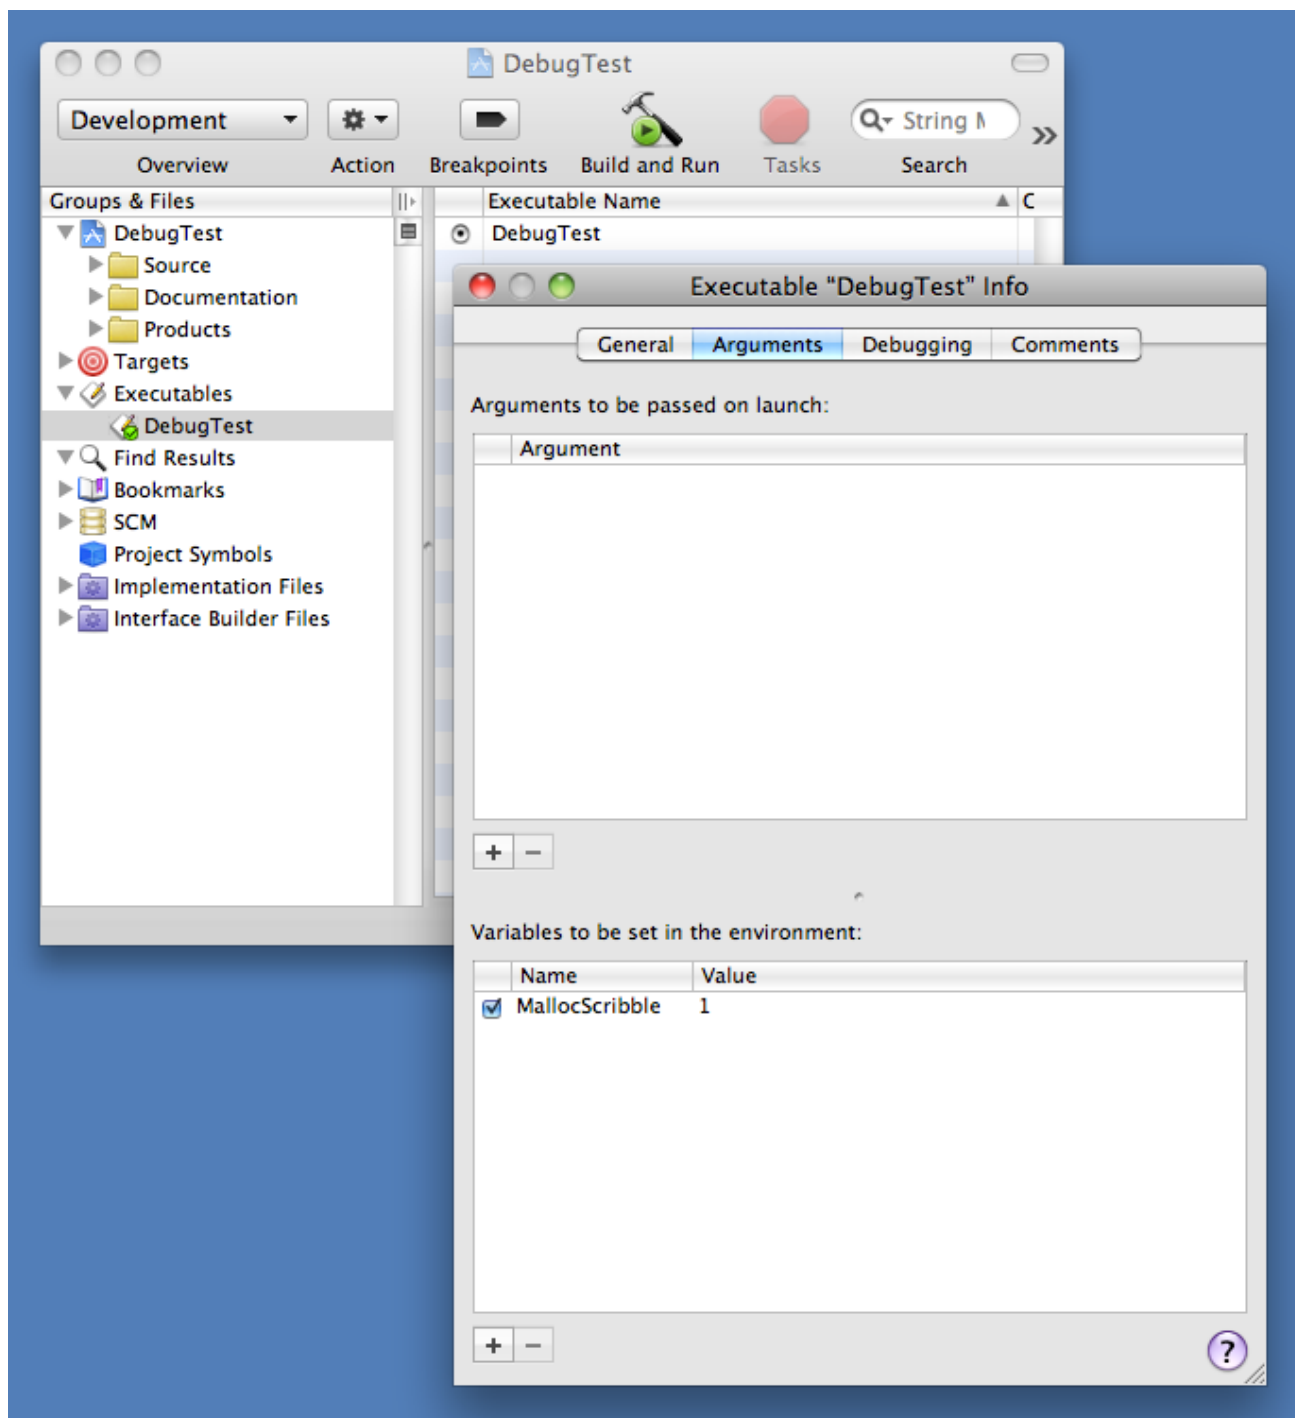 DebugTest
Development
String M
Overview
Action
Breakpoints
Build and Run
Tasks
Search
Groups & Files
DebugTest
Source
Documentation
Products
Targets
Executables
DebugTest
Find Results
Bookmarks
SCM
Project Symbols
Implementation Files
Interface Builder Files
Executable Name
C
DebugTest
Executable "DebugTest" Info
General
Arguments
Debugging
Comments
Arguments to be passed on launch:
Argument
+ −
Variables to be set in the environment:
Name Value
MallocScribble 1
+ −
?